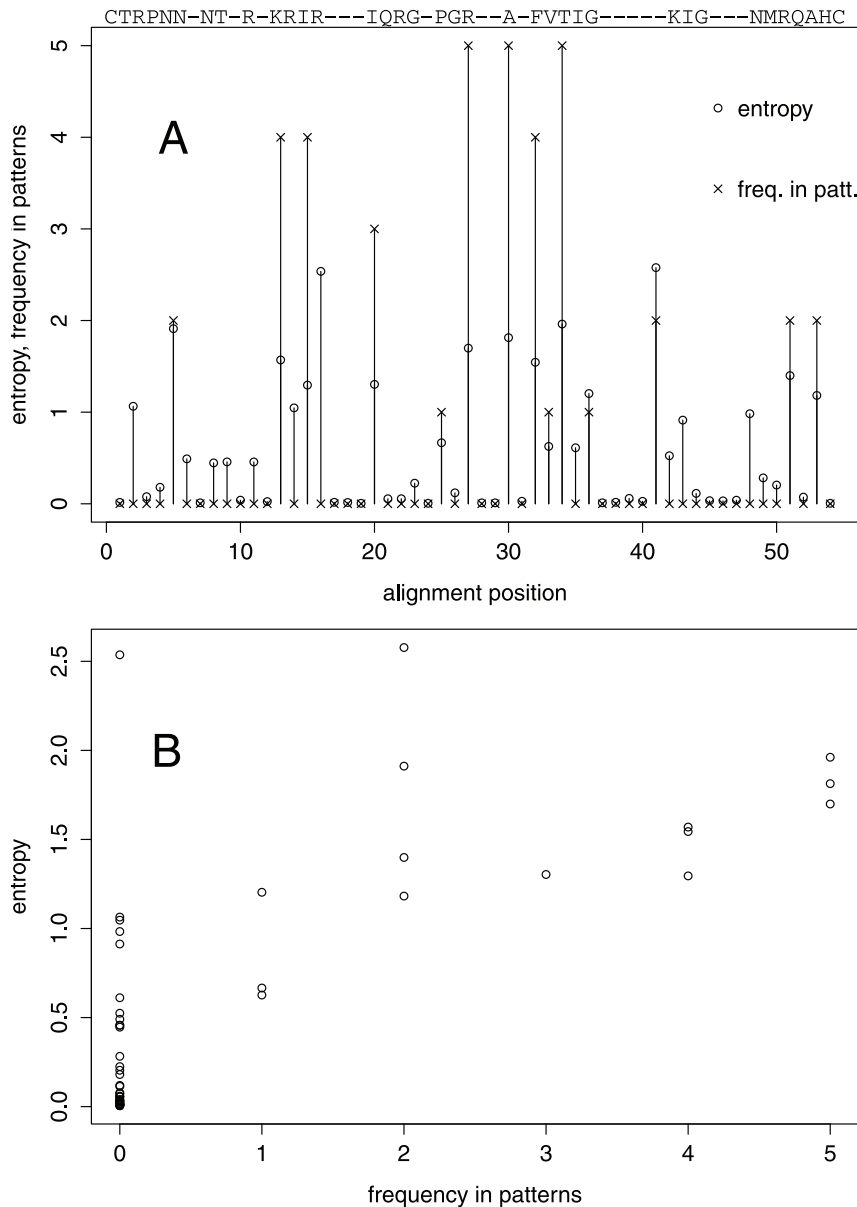 CTRPNN-NT-R-KRIR---IQRG-PGR--A-FVTIG-----KIG---NMRQAHC
A
entropy, frequency in patterns
5
4
3
2
1
0
○ entropy
× freq. in patt.
0 10 20 30 40 50
alignment position
B
entropy
2.5
2.0
1.5
1.0
0.5
0.0
0 1 2 3 4 5
frequency in patterns